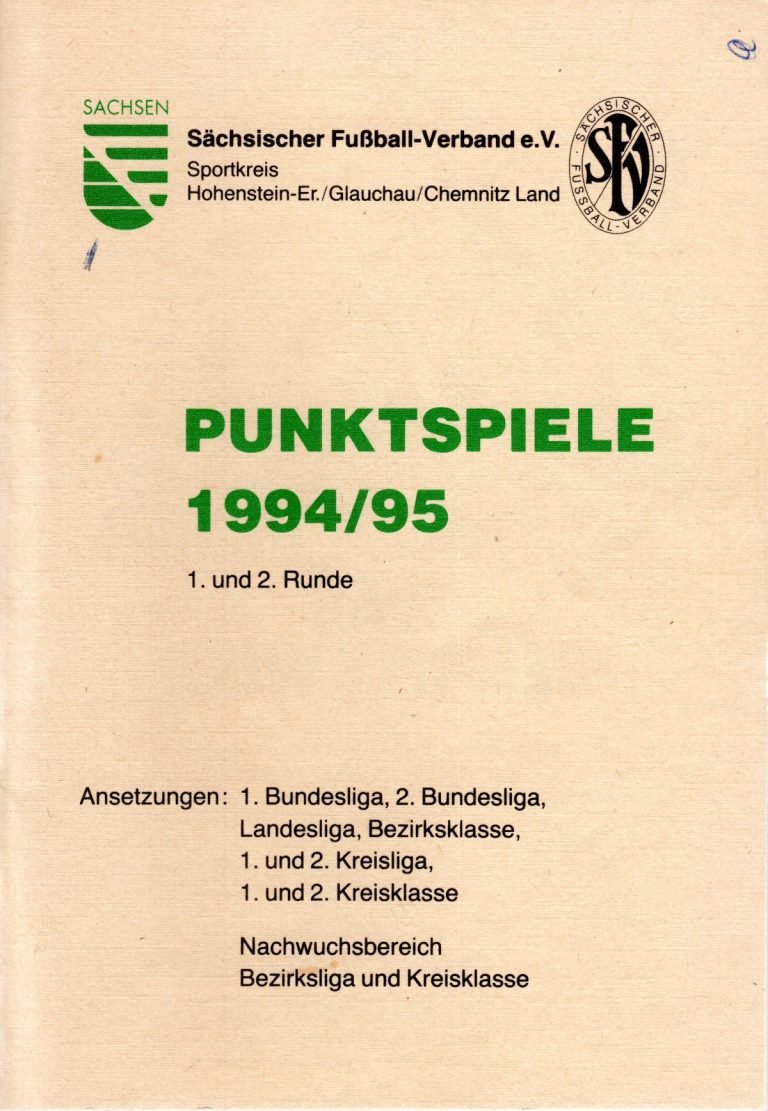 SACHSEN
Sächsischer Fußball-Verband e.V.
Sportkreis
Hohenstein-Er./Glauchau/Chemnitz Land
SÄCHSISCHER
SFV
FUSSBALL-VERBAND
PUNKTSPIELE
1994/95
1. und 2. Runde
Ansetzungen: 1. Bundesliga, 2. Bundesliga,
Landesliga, Bezirksklasse,
1. und 2. Kreisliga,
1. und 2. Kreisklasse
Nachwuchsbereich
Bezirksliga und Kreisklasse